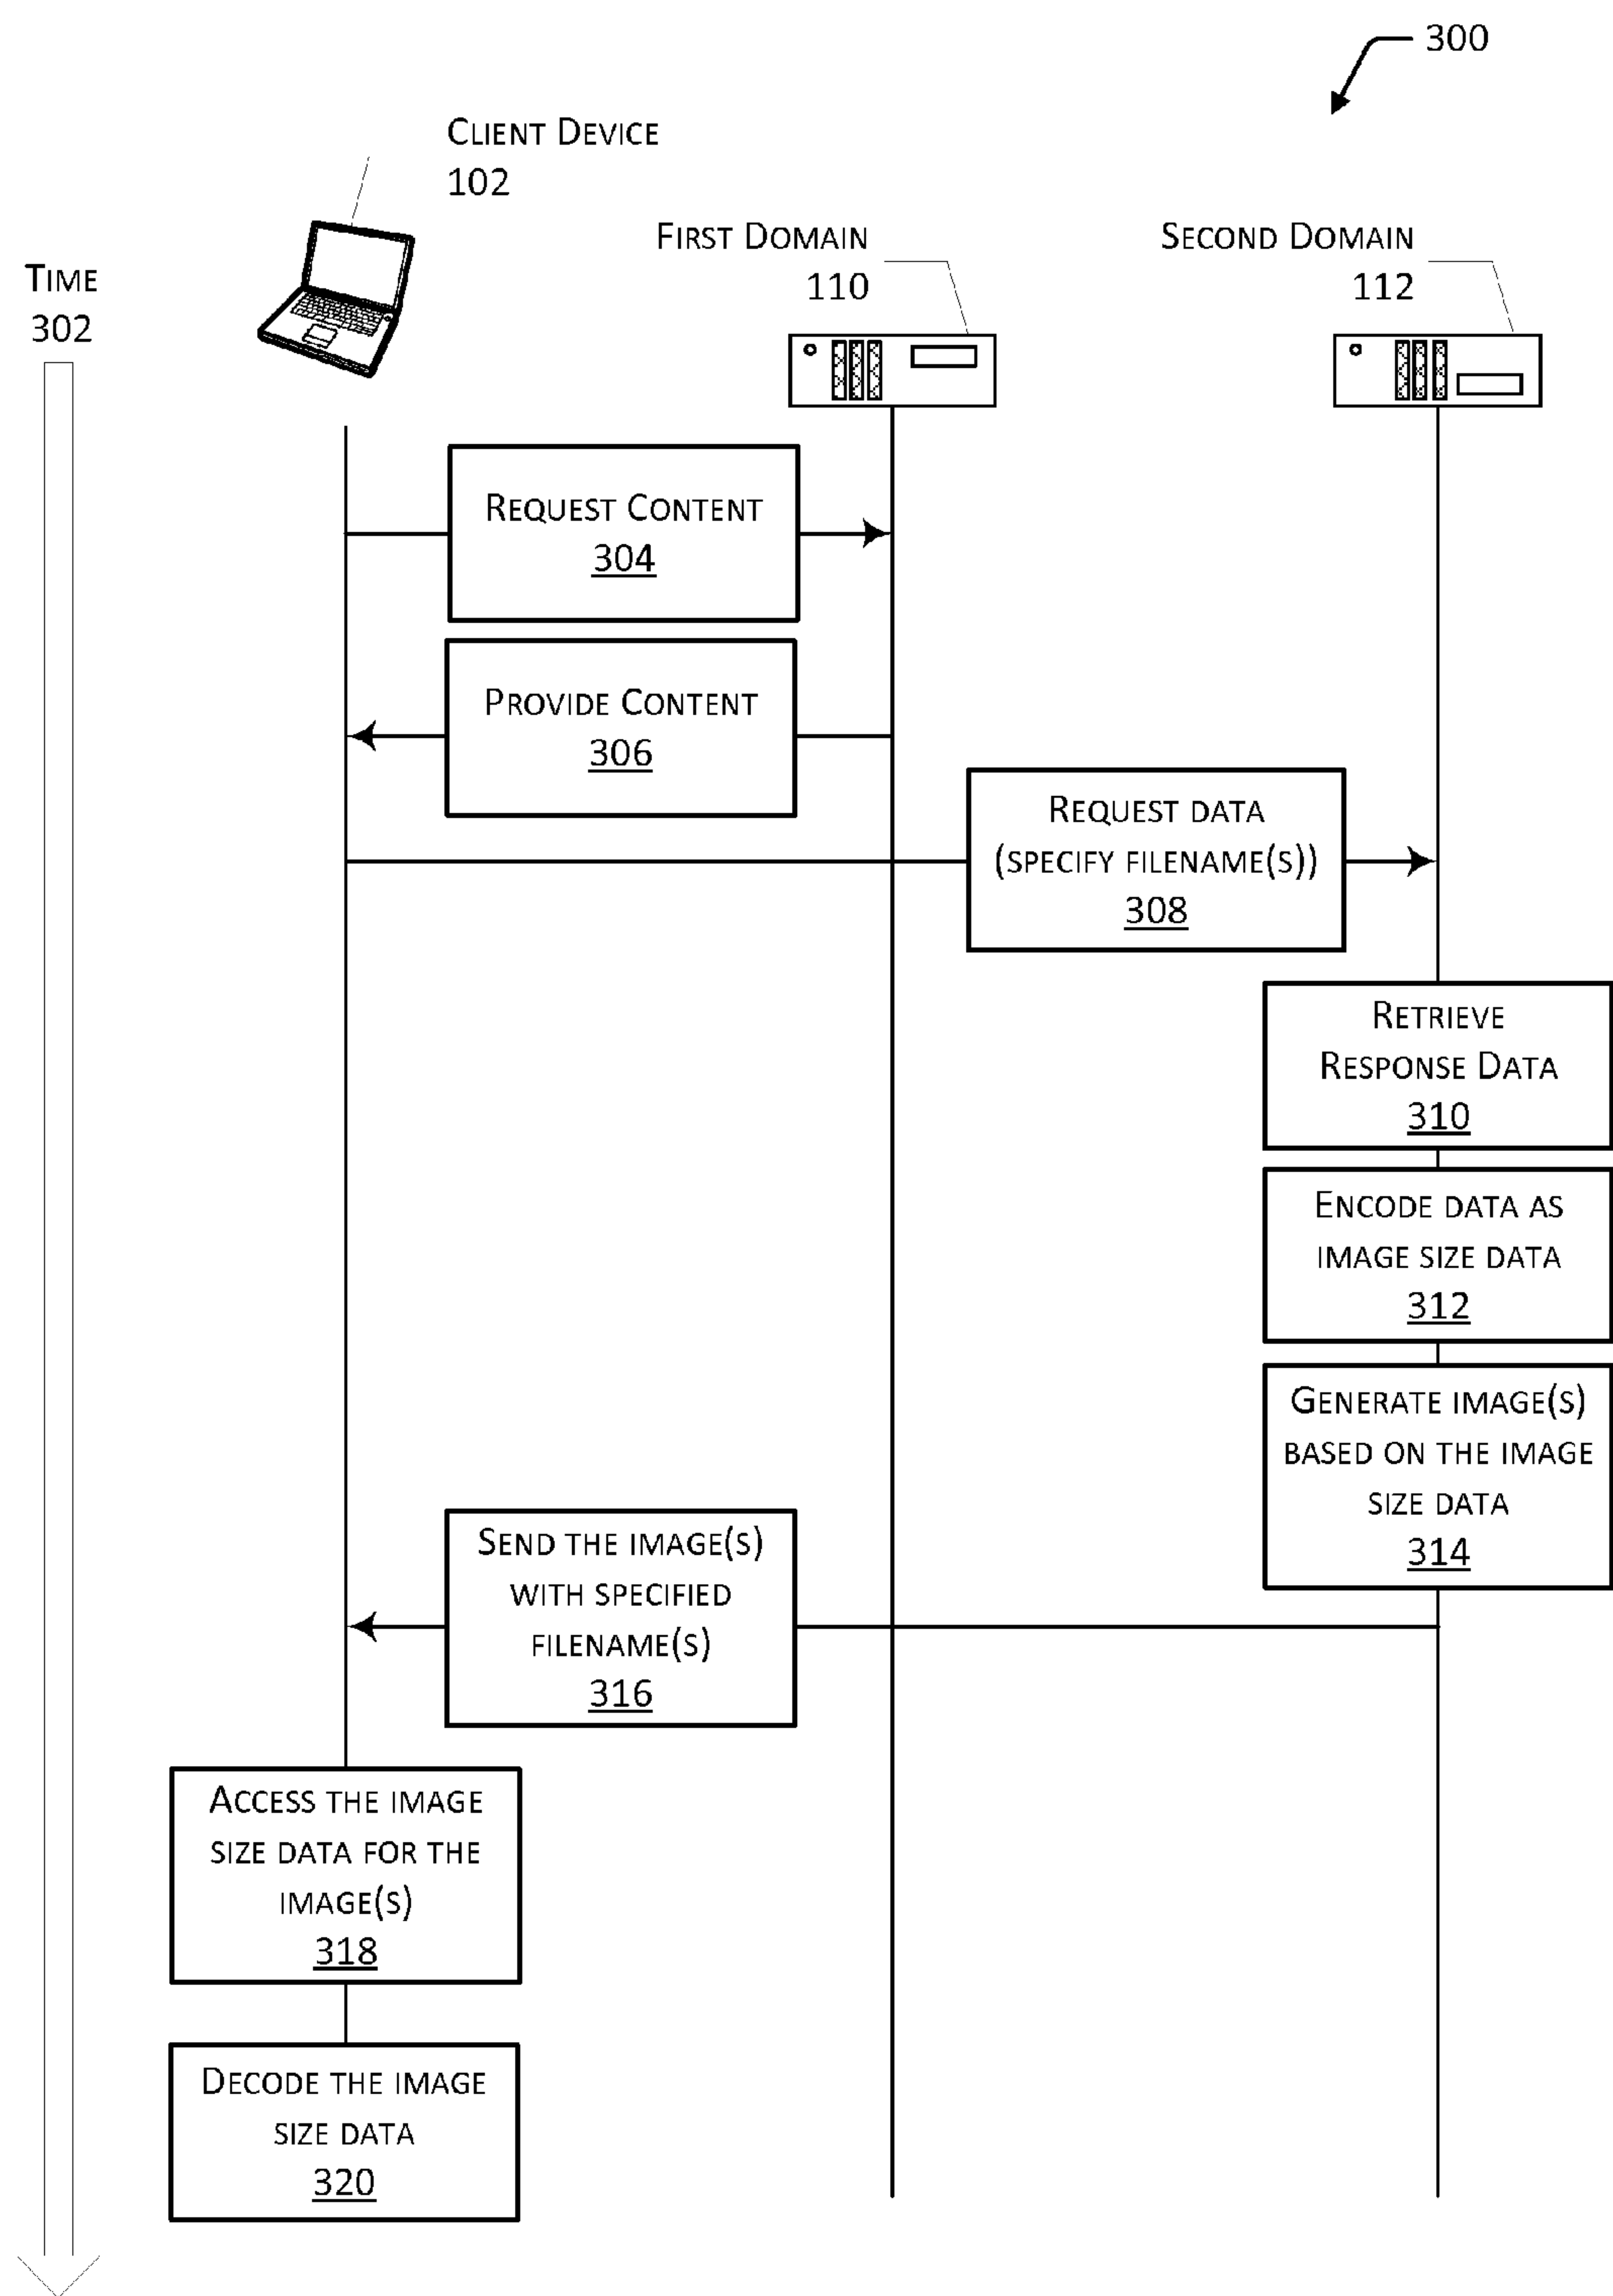 300
CLIENT DEVICE
102
FIRST DOMAIN
110
SECOND DOMAIN
112
TIME
302
REQUEST CONTENT
304
PROVIDE CONTENT
306
REQUEST DATA
(SPECIFY FILENAME(S))
308
RETRIEVE
RESPONSE DATA
310
ENCODE DATA AS
IMAGE SIZE DATA
312
GENERATE IMAGE(S)
BASED ON THE IMAGE
SIZE DATA
314
SEND THE IMAGE(S)
WITH SPECIFIED
FILENAME(S)
316
ACCESS THE IMAGE
SIZE DATA FOR THE
IMAGE(S)
318
DECODE THE IMAGE
SIZE DATA
320